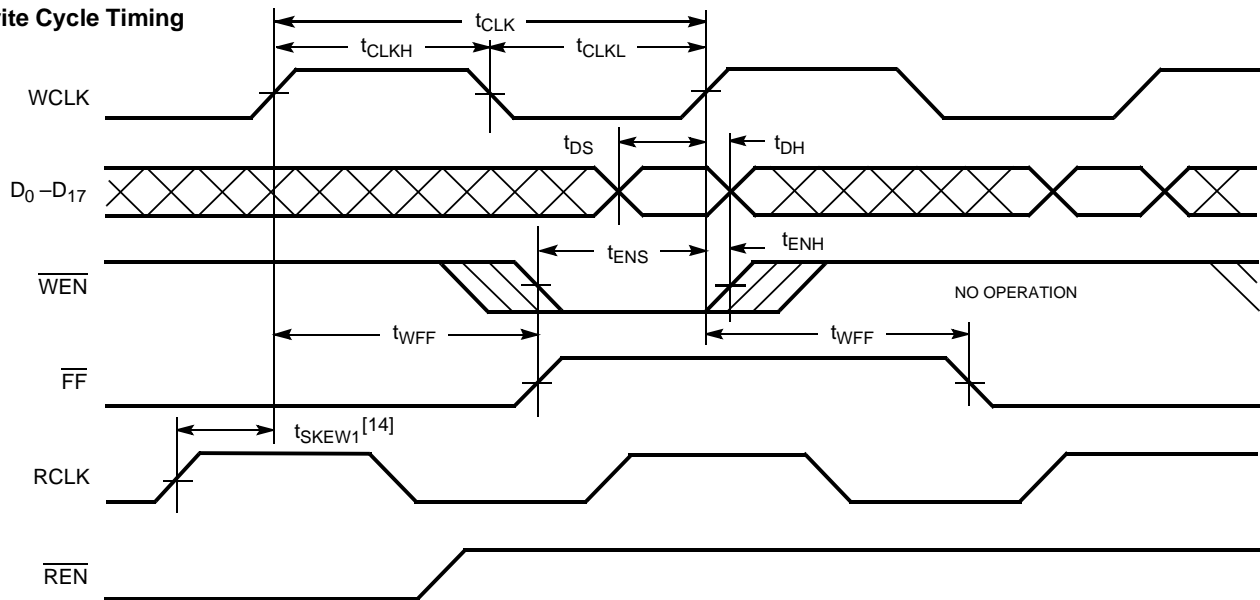 ite Cycle Timing
tCLK
tCLKH
tCLKL
WCLK
tDS
tDH
D0 –D17
tENS
tENH
WEN
NO OPERATION
tWFF
tWFF
FF
tSKEW1[14]
RCLK
REN